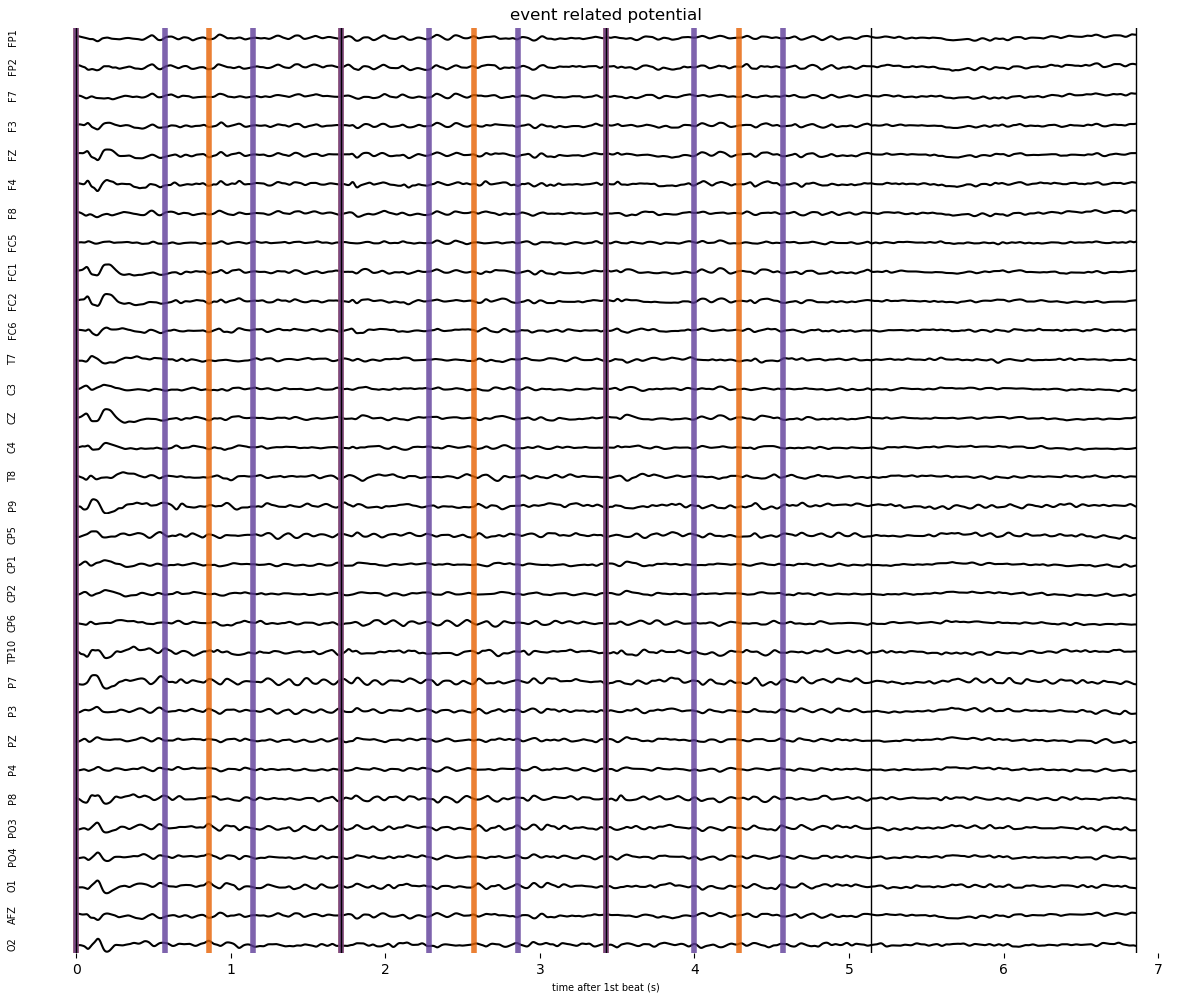 event related potential
FP1
FP2
F7
F3
FZ
F4
F8
FC5
FC1
FC2
FC6
T7
C3
CZ
C4
T8
P9
CP5
CP1
CP2
CP6
TP10
P7
P3
PZ
P4
P8
PO3
PO4
O1
AFZ
O2
0 1 2 3 4 5 6 7
time after 1st beat (s)